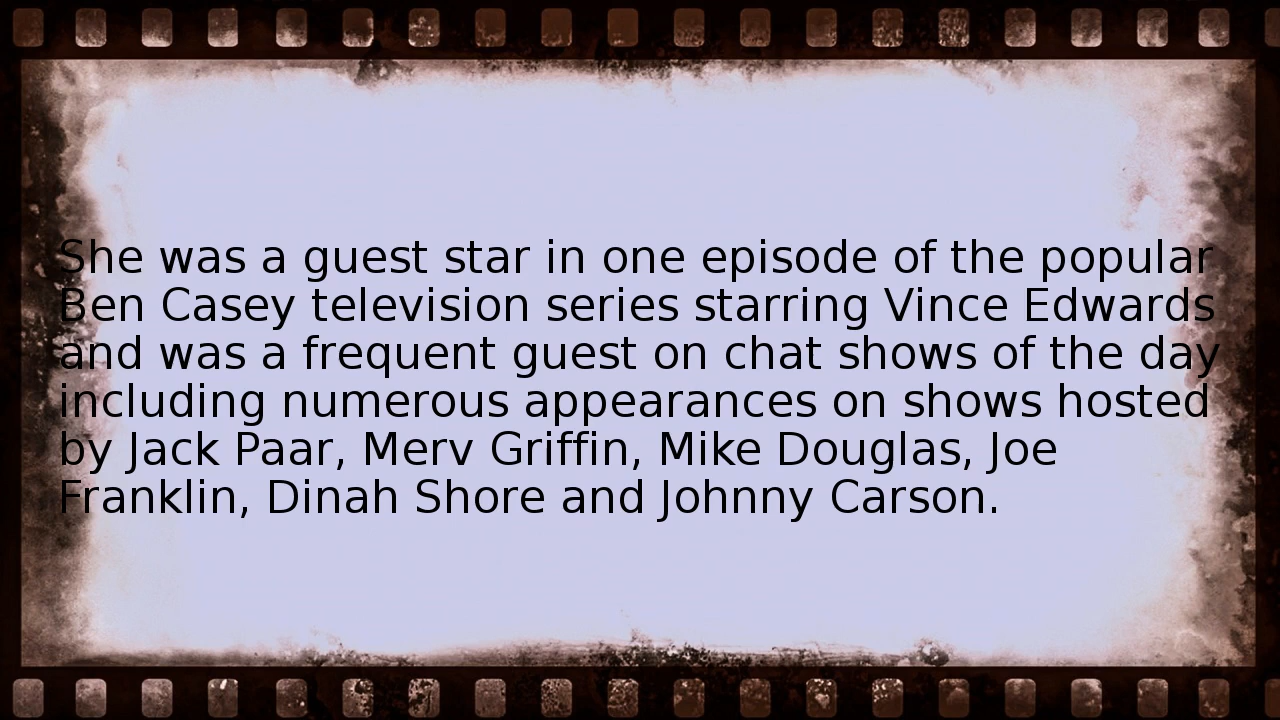 She was a guest star in one episode of the popular
Ben Casey television series starring Vince Edwards
and was a frequent guest on chat shows of the day
including numerous appearances on shows hosted
by Jack Paar, Merv Griffin, Mike Douglas, Joe
Franklin, Dinah Shore and Johnny Carson.